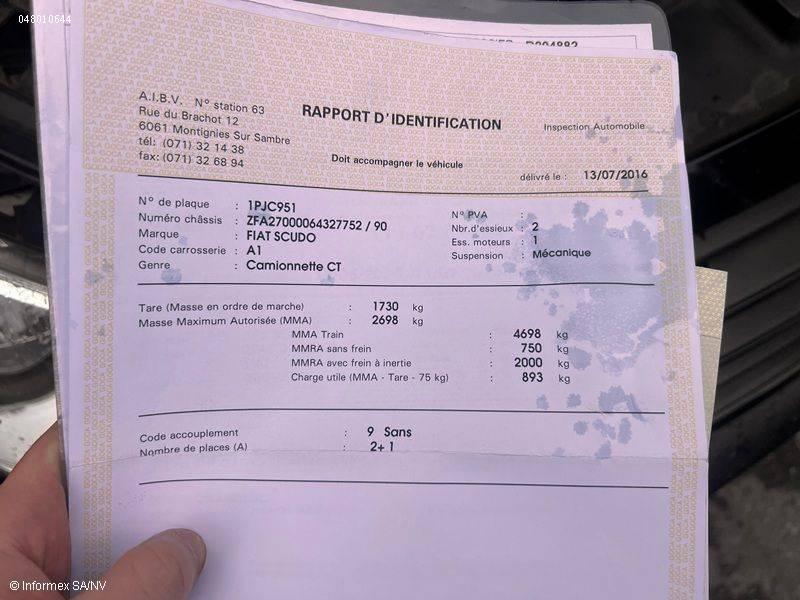 048010644
A.I.B.V. N° station 63
Rue du Brachot 12
6061 Montignies Sur Sambre
tél: (071) 32 14 38
fax: (071) 32 68 94
RAPPORT D'IDENTIFICATION
Doit accompagner le véhicule
Inspection Automobile
délivré le : 13/07/2016
N° de plaque : 1PJC951
Numéro châssis : ZFA27000064327752 / 90
Marque : FIAT SCUDO
Code carrosserie : A1
Genre : Camionnette CT
N° PVA :
Nbr.d'essieux : 2
Ess. moteurs : 1
Suspension : Mécanique
Tare (Masse en ordre de marche) : 1730 kg
Masse Maximum Autorisée (MMA) : 2698 kg
MMA Train : 4698 kg
MMRA sans frein : 750 kg
MMRA avec frein à inertie : 2000 kg
Charge utile (MMA - Tare - 75 kg) : 893 kg
Code accouplement : 9 Sans
Nombre de places (A) : 2+ 1
© Informex SA/NV